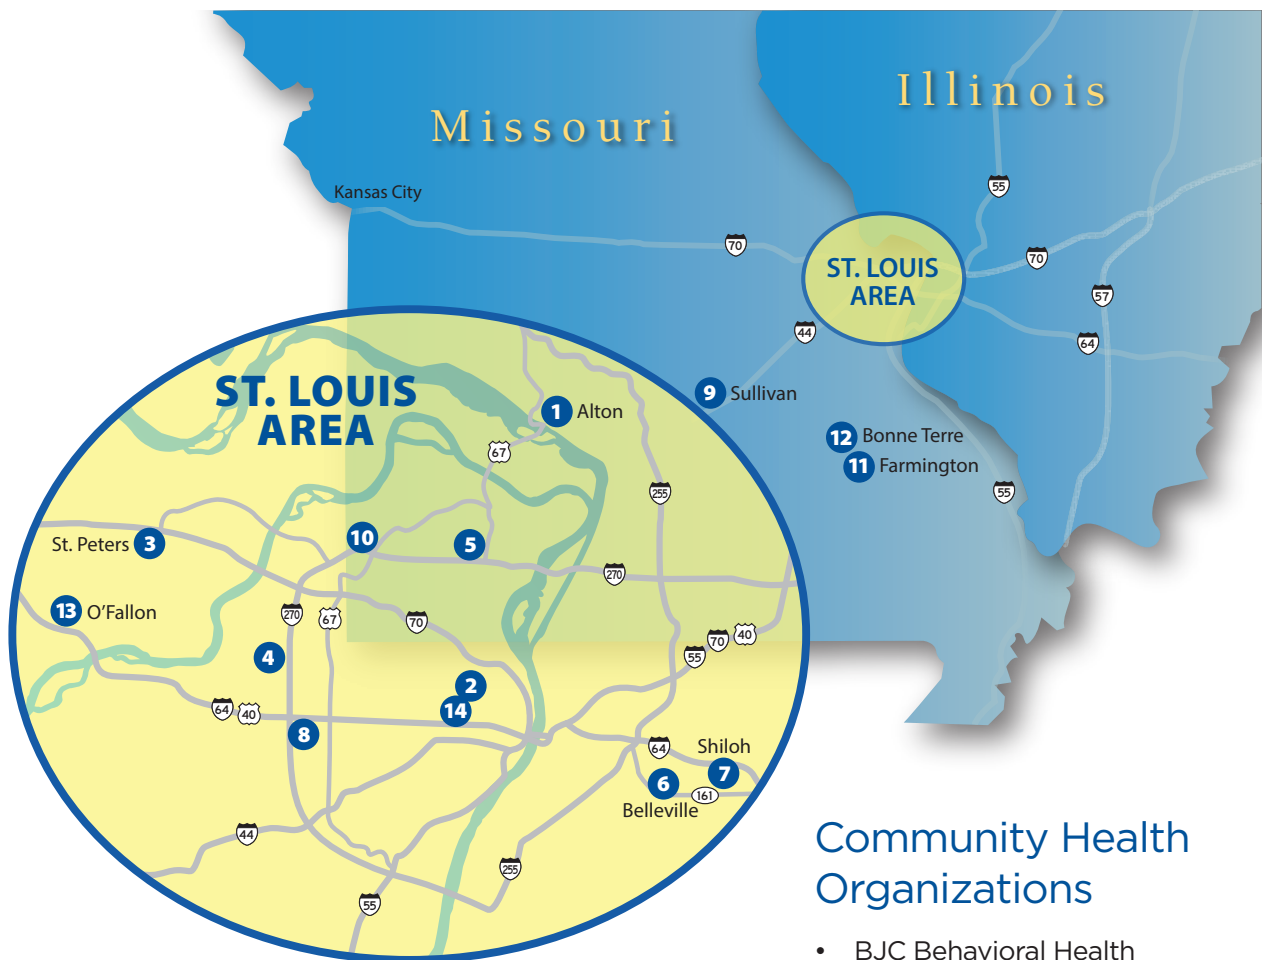 Missouri
Illinois
Kansas City
55
70
70
ST. LOUIS
AREA
57
44
64
9 Sullivan
12 Bonne Terre
11 Farmington
55
ST. LOUIS
AREA
1 Alton
67
255
St. Peters 3
10
5
270
13 O’Fallon
270
67
70
70
40
55
4
2
14
64
40
8
64
Shiloh
7
6
161
Belleville
44
255
55
Community Health
Organizations
• BJC Behavioral Health